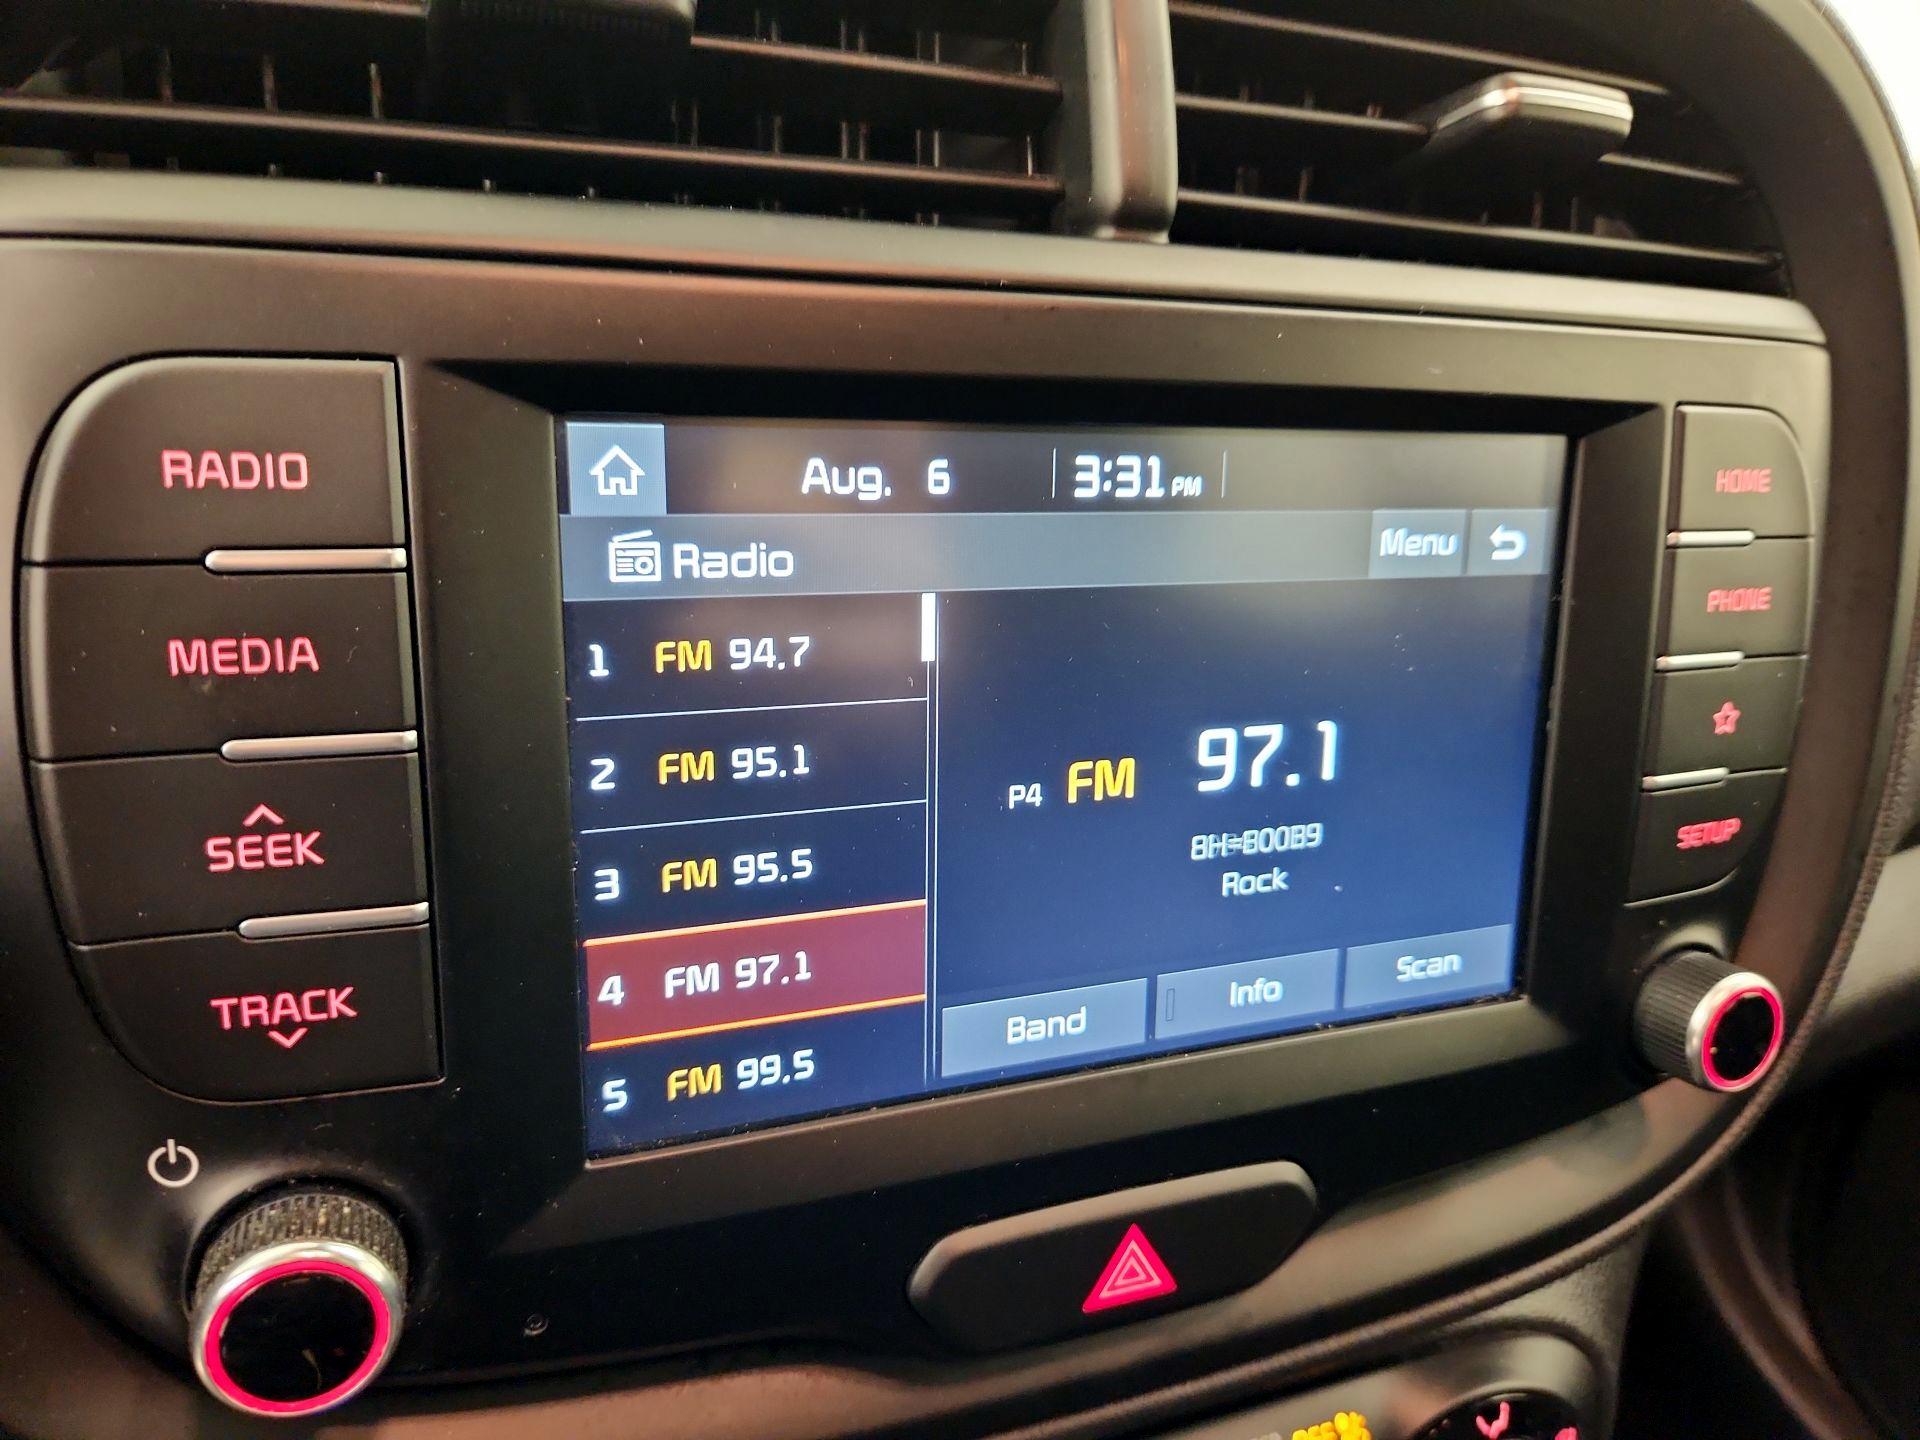 RADIO
MEDIA
SEEK
TRACK
Aug. 6 3:31 PM
Radio
Menu
1 FM 94.7
2 FM 95.1
3 FM 95.5
4 FM 97.1
5 FM 99.5
P4 FM 97.1
Rock
Band
Info
Scan
HOME
PHONE
SETUP
OFF